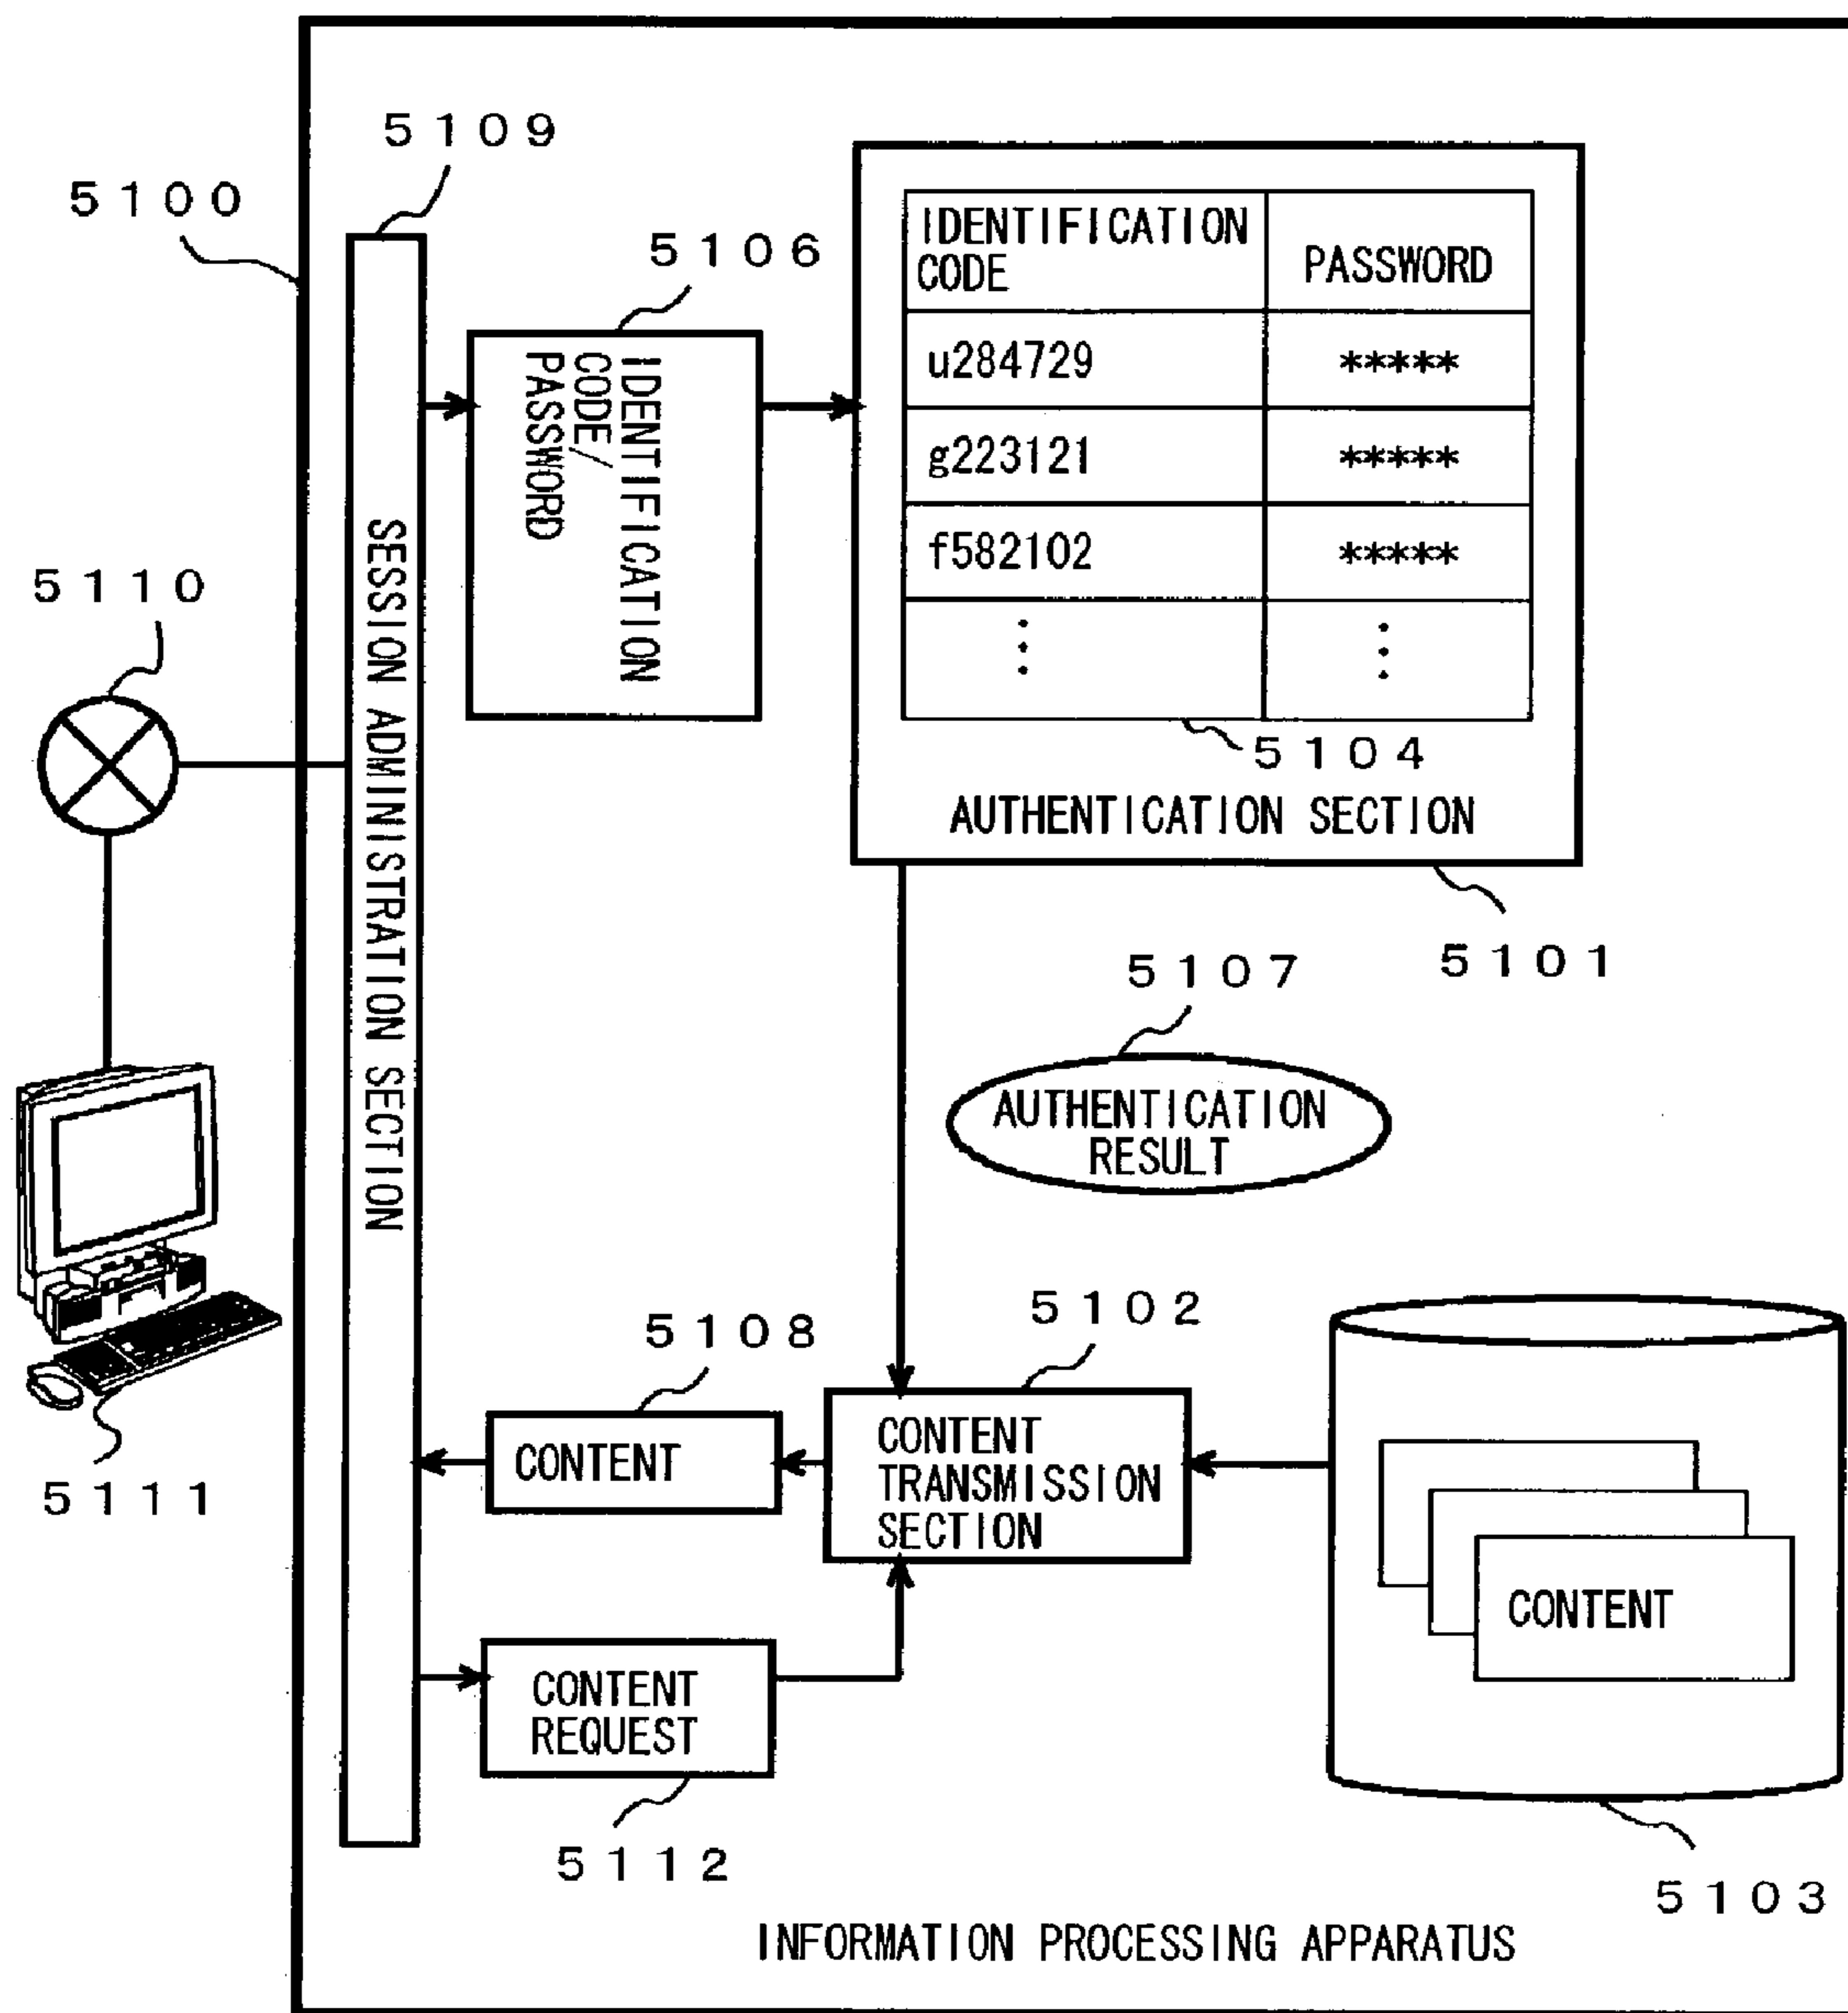 5109
5100
5106
IDENTIFICATION
CODE
PASSWORD
u284729
*****
g223121
*****
f582102
*****
5104
AUTHENTICATION SECTION
IDENTIFICATION
CODE/
PASSWORD
SESSION ADMINISTRATION SECTION
5110
5101
5107
AUTHENTICATION
RESULT
5102
5108
CONTENT
TRANSMISSION
SECTION
CONTENT
CONTENT
5111
CONTENT
REQUEST
5112
5103
INFORMATION PROCESSING APPARATUS